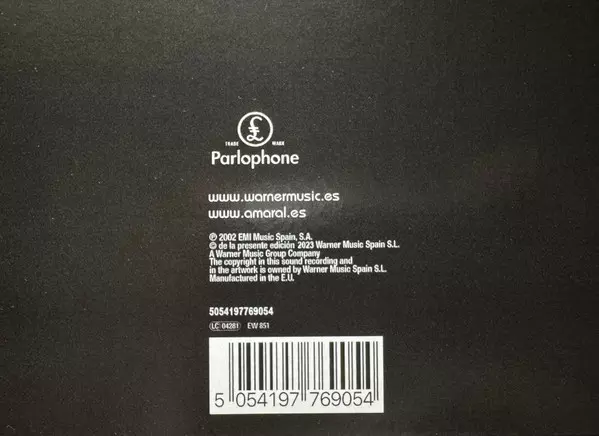 £
TRADE MARK
Parlophone
www.warnermusic.es
www.amaral.es
℗ 2002 EMI Music Spain, S.A.
© de la presente edición 2023 Warner Music Spain S.L.
A Warner Music Group Company
The copyright in this sound recording and
in the artwork is owned by Warner Music Spain S.L.
Manufactured in the E.U.
5054197769054
LC 04281 EW 851
5 054197 769054